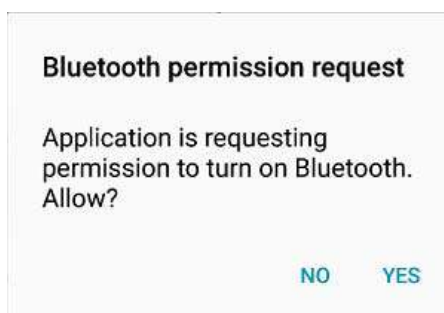 Bluetooth permission request
Application is requesting
permission to turn on Bluetooth.
Allow?
NO YES